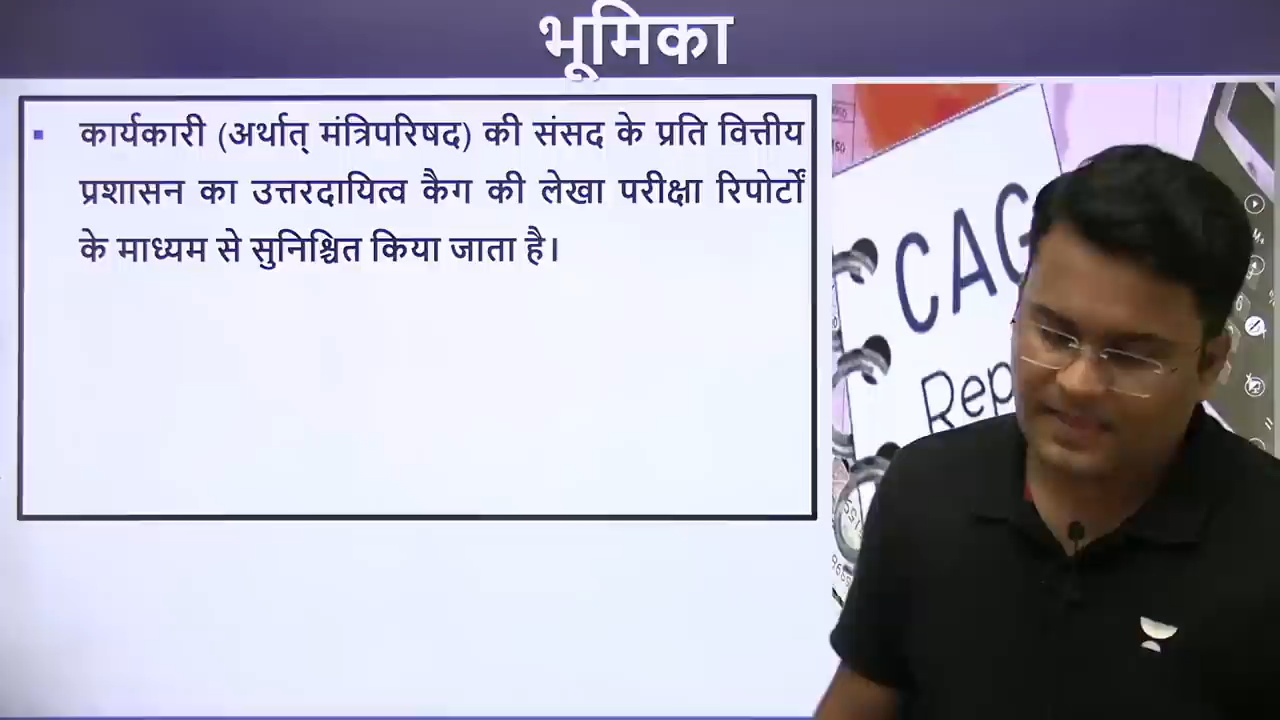 भूमिका
कार्यकारी (अर्थात् मंत्रिपरिषद) की संसद के प्रति वित्तीय
प्रशासन का उत्तरदायित्व कैग की लेखा परीक्षा रिपोर्टों
के माध्यम से सुनिश्चित किया जाता है।
CAG
Rep